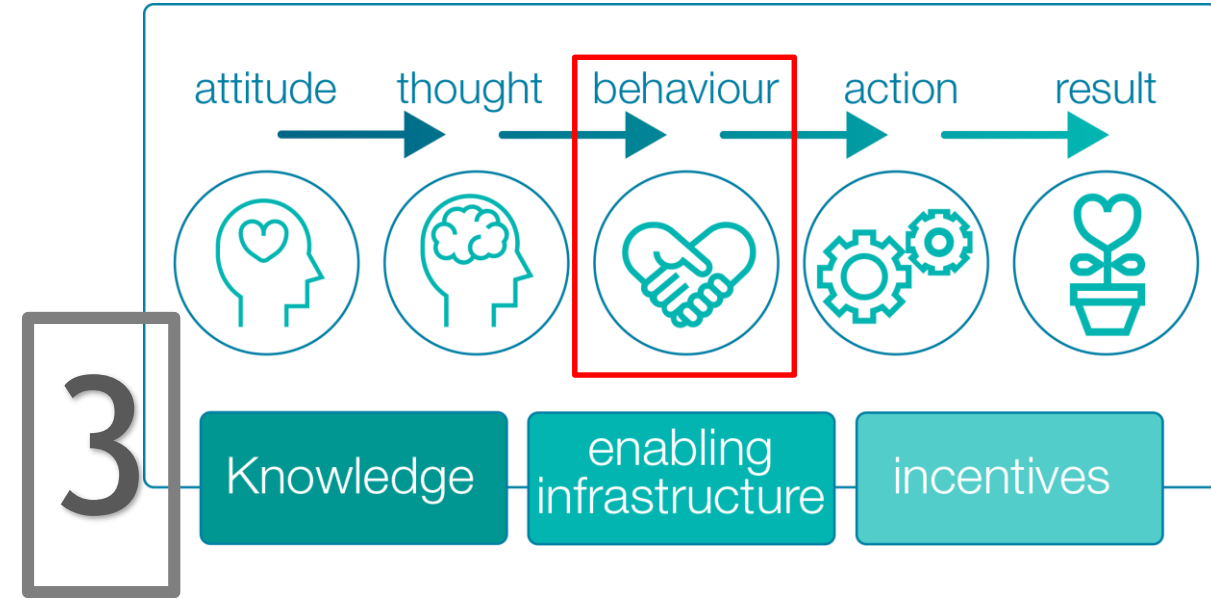 attitude thought behaviour action result
3
Knowledge
enabling
infrastructure
incentives